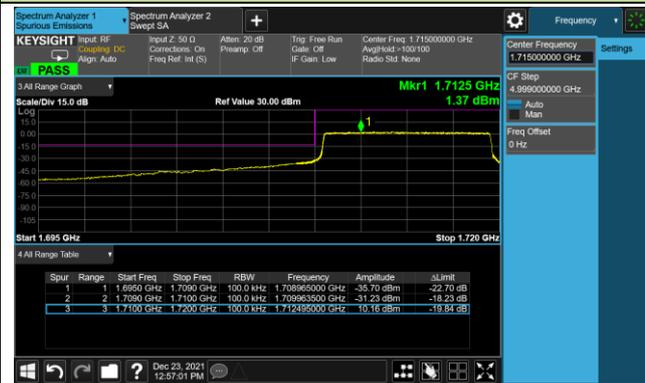 Spectrum Analyzer 1
Spurious Emissions
Spectrum Analyzer 2
Swept SA
Frequency
KEYSIGHT
Input: RF
Coupling: DC
Align: Auto
Input Z: 50 Ω
Corrections: On
Freq Ref: Int (S)
Atten: 20 dB
Preamp: Off
Trig: Free Run
Gate: Off
IF Gain: Low
Center Freq: 1.715000000 GHz
Avg|Hold:>100/100
Radio Std: None
PASS
3 All Range Graph
Mkr1 1.7125 GHz
1.37 dBm
Scale/Div 15.0 dB
Ref Value 30.00 dBm
Log
15.0
0.00
-15.0
-30.0
-45.0
-60.0
-75.0
-90.0
-105
1
Start 1.695 GHz
Stop 1.720 GHz
4 All Range Table
Spur Range Start Freq Stop Freq RBW Frequency Amplitude ΔLimit
1 1 1.6950 GHz 1.7090 GHz 100.0 kHz 1.708965000 GHz -35.70 dBm -22.70 dB
2 2 1.7090 GHz 1.7100 GHz 100.0 kHz 1.709963500 GHz -31.23 dBm -18.23 dB
3 3 1.7100 GHz 1.7200 GHz 100.0 kHz 1.712495000 GHz 10.16 dBm -19.84 dB
Center Frequency
1.715000000 GHz
CF Step
4.999000000 GHz
Auto
Man
Freq Offset
0 Hz
Settings
Dec 23, 2021
12:57:01 PM